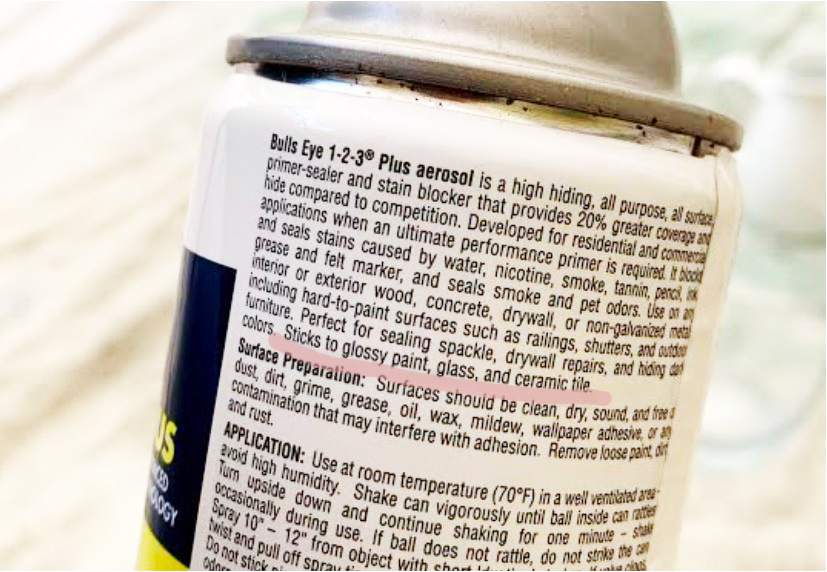 Bulls Eye 1-2-3® Plus aerosol is a high hiding, all purpose, all surface
primer-sealer and stain blocker that provides 20% greater coverage and
hide compared to competition. Developed for residential and commercial
applications when an ultimate performance primer is required. It blocks
and seals stains caused by water, nicotine, smoke, tannin, pencil, ink
grease and felt marker, and seals smoke and pet odors. Use on any
interior or exterior wood, concrete, drywall, or non-galvanized metal
including hard-to-paint surfaces such as railings, shutters, and outdoor
furniture. Perfect for sealing spackle, drywall repairs, and hiding dark
colors. Sticks to glossy paint, glass, and ceramic tile.
Surface Preparation: Surfaces should be clean, dry, sound, and free o
dust, dirt, grime, grease, oil, wax, mildew, wallpaper adhesive, or any
contamination that may interfere with adhesion. Remove loose paint, dirt
and rust.
APPLICATION: Use at room temperature (70°F) in a well ventilated area
avoid high humidity. Shake can vigorously until ball inside can rattles
Turn upside down and continue shaking for one minute – shake
occasionally during use. If ball does not rattle, do not strike the can
Spray 10" – 12" from object with short
twist and pull off spray
Do not stick
US
NCED
OLOGY